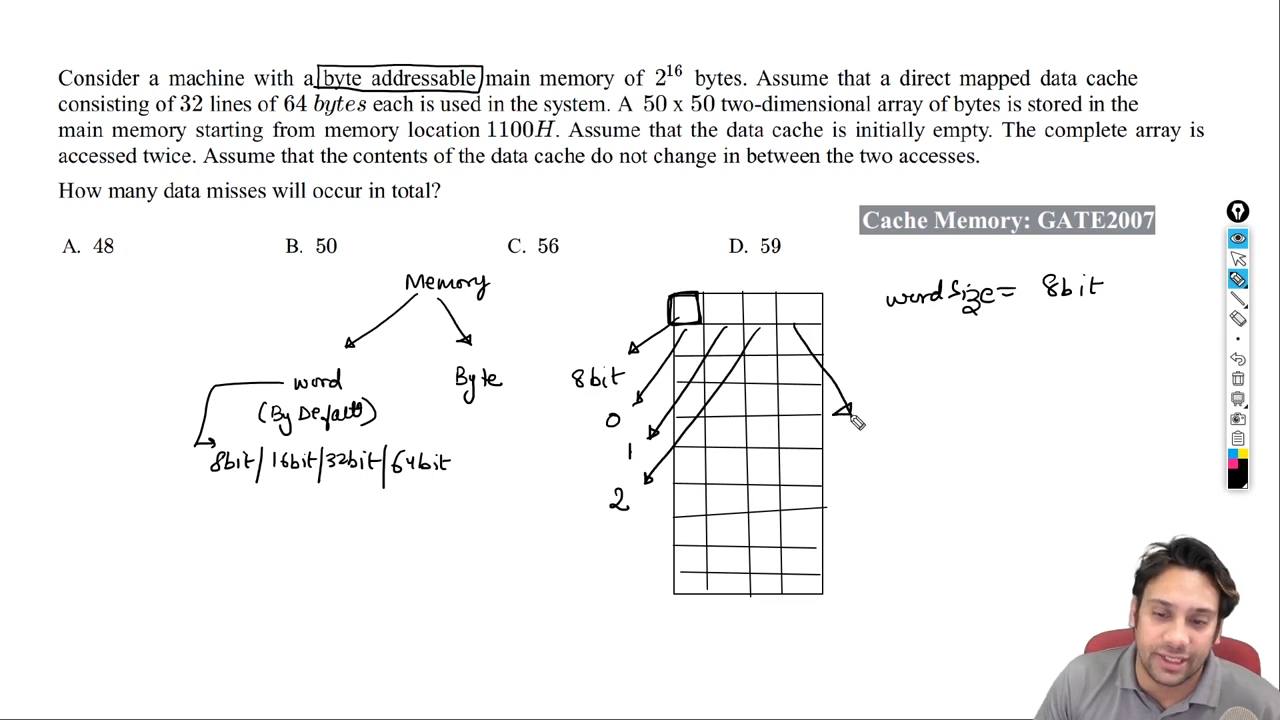 Consider a machine with a byte addressable main memory of 2¹⁶ bytes. Assume that a direct mapped data cache
consisting of 32 lines of 64 bytes each is used in the system. A 50 x 50 two-dimensional array of bytes is stored in the
main memory starting from memory location 1100H. Assume that the data cache is initially empty. The complete array is
accessed twice. Assume that the contents of the data cache do not change in between the two accesses.
How many data misses will occur in total?
Cache Memory: GATE2007
A. 48 B. 50 C. 56 D. 59
Memory
word size = 8bit
word Byte
(By Default)
8bit/16bit/32bit/64bit
8bit
0
1
2